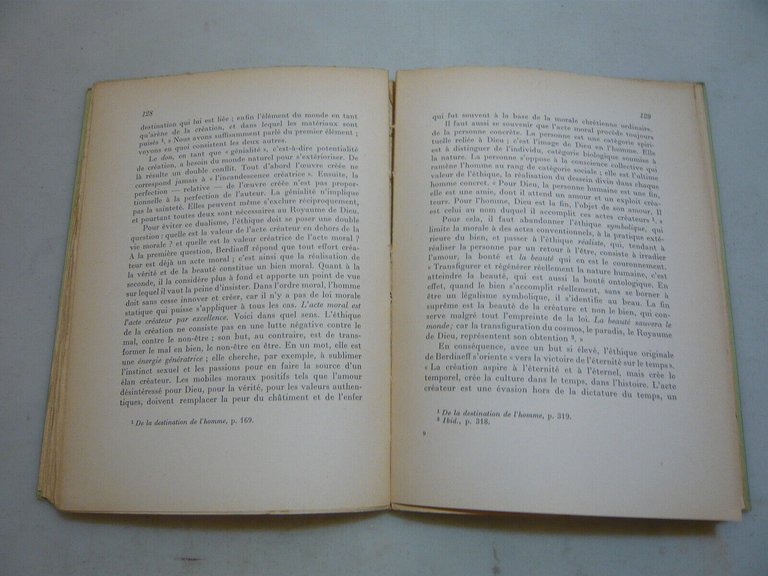 128
destination qui lui est liée ; enfin l'élément du monde en tant
qu'arène de la création, et dans lequel les matériaux sont
puisés ¹. » Nous avons suffisamment parlé du premier élément ;
voyons en quoi consistent les deux autres.
Le don, en tant que « génialité », c'est-à-dire potentialité
de création, a besoin du monde naturel pour s'extérioriser. De
là résulte un double conflit. Tout d'abord l'œuvre créée ne
correspond jamais à « l'incandescence créatrice ». Ensuite, la
perfection — relative — de l'œuvre créée n'est pas propor-
tionnelle à la perfection de l'auteur. La génialité n'implique
pas la sainteté. Elles peuvent même s'exclure réciproquement,
et pourtant toutes deux sont nécessaires au Royaume de Dieu.
Pour éviter ce dualisme, l'éthique doit se poser une double
question : quelle est la valeur de l'acte créateur en dehors de la
vie morale ? et quelle est la valeur créatrice de l'acte moral ?
A la première question, Berdiaeff répond que tout effort créa-
teur est déjà un acte moral ; c'est ainsi que la réalisation de
la vérité et de la beauté constitue un bien moral. Quant à la
seconde, il la considère plus à fond et apporte un point de vue
sur lequel il vaut la peine d'insister. Dans l'ordre moral, l'homme
doit sans cesse innover et créer, car il n'y a pas de loi morale
statique qui puisse s'appliquer à tous les cas. L'acte moral est l'acte
créateur par excellence. Voici dans quel sens. L'éthique
de la création ne consiste pas en une lutte négative contre le
mal, contre le non-être ; son but, au contraire, est de trans-
former le mal en bien, le non-être en être. En un mot, elle est
une énergie génératrice ; elle cherche, par exemple, à sublimer
l'instinct sexuel et les passions pour en faire la source d'un
élan créateur. Les mobiles moraux positifs tels que l'amour
désintéressé pour Dieu, pour la vérité, pour les valeurs authen-
tiques, doivent remplacer la peur du châtiment et de l'enfer
¹ De la destination de l'homme, p. 169.
129
qui fut souvent à la base de la morale chrétienne ordinaire.
Il faut aussi se souvenir que l'acte moral procède toujours
de la personne concrète. La personne est une catégorie spiri-
tuelle reliée à Dieu ; c'est l'image de Dieu en l'homme. Elle
est à distinguer de l'individu, catégorie biologique soumise à
la nature. La personne s'oppose à la conscience collective qui
ramène l'homme au rang de catégorie sociale ; elle est l'ultime
valeur de l'éthique, la réalisation du dessein divin dans chaque
homme concret. « Pour Dieu, la personne humaine est une fin,
elle est une amie, dont il attend un amour et un exploit créa-
teurs. Pour l'homme, Dieu est la fin, l'objet de son amour, Il
est celui au nom duquel il accomplit ces actes créateurs ¹. »
Pour cela, il faut abandonner l'éthique symbolique, qui
limite la morale à des actes conventionnels, à la pratique exté-
rieure du bien, et passer à l'éthique réaliste, qui, tendant à
réaliser la personne par un retour à l'être, consiste à irradier
l'amour, la bonté et la beauté qui en est le couronnement.
« Transfigurer et régénérer réellement la nature humaine, c'est
atteindre la beauté, qui est aussi la bonté ontologique. En
effet, quand le bien s'accomplit réellement, sans se borner à
être un légalisme symbolique, il s'identifie au beau. La fin
suprême est la beauté de la créature et non le bien, qui con-
serve malgré tout l'empreinte de la loi. La beauté sauvera le
monde ; car la transfiguration du cosmos, le paradis, le Royaume
de Dieu, représentent son obtention ². »
En conséquence, avec un but si élevé, l'éthique originale
de Berdiaeff s'oriente « vers la victoire de l'éternité sur le temps ».
« La création aspire à l'éternité et à l'éternel, mais crée le
temporel, crée la culture dans le temps, dans l'histoire. L'acte
créateur est une évasion hors de la dictature du temps, un
¹ De la destination de l'homme, p. 319.
² Ibid., p. 318.
9